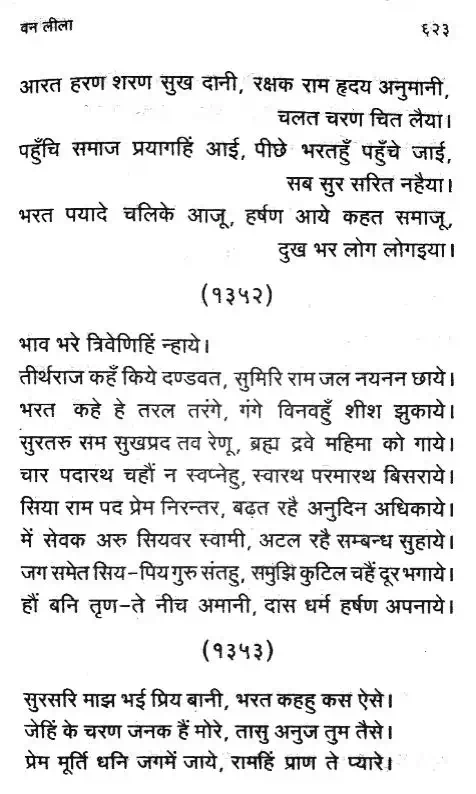 वन लीला ६२३
आरत हरण शरण सुख दानी, रक्षक राम हृदय अनुमानी,
चलत चरण चित लैया।
पहुँचि समाज प्रयागहिं आई, पीछे भरतहुँ पहुँचे जाई,
सब सुर सरित नहैया।
भरत पयादे चलिके आजू, हर्षण आये कहत समाजू,
दुख भर लोग लोगइया।
(१३५२)
भाव भरे त्रिवेणिहिं न्हाये।
तीर्थराज कहँ किये दण्डवत, सुमिरि राम जल नयनन छाये।
भरत कहे हे तरल तरंगे, गंगे विनवहुँ शीश झुकाये।
सुरतरु सम सुखप्रद तव रेणू, ब्रह्म द्रवे महिमा को गाये।
चार पदारथ चहौं न स्वप्नेहु, स्वारथ परमारथ बिसराये।
सिया राम पद प्रेम निरन्तर, बढ़त रहै अनुदिन अधिकाये।
में सेवक अरु सियवर स्वामी, अटल रहै सम्बन्ध सुहाये।
जग समेत सिय-पिय गुरु संतहु, समुंझि कुटिल चहैं दूर भगाये।
हौं बनि तृण-ते नीच अमानी, दास धर्म हर्षण अपनाये।
(१३५३)
सुरसरि माझ भई प्रिय बानी, भरत कहहु कस ऐसे।
जेहिं के चरण जनक हैं मोरे, तासु अनुज तुम तैसे।
प्रेम मूर्ति धनि जगमें जाये, रामहिं प्राण ते प्यारे।